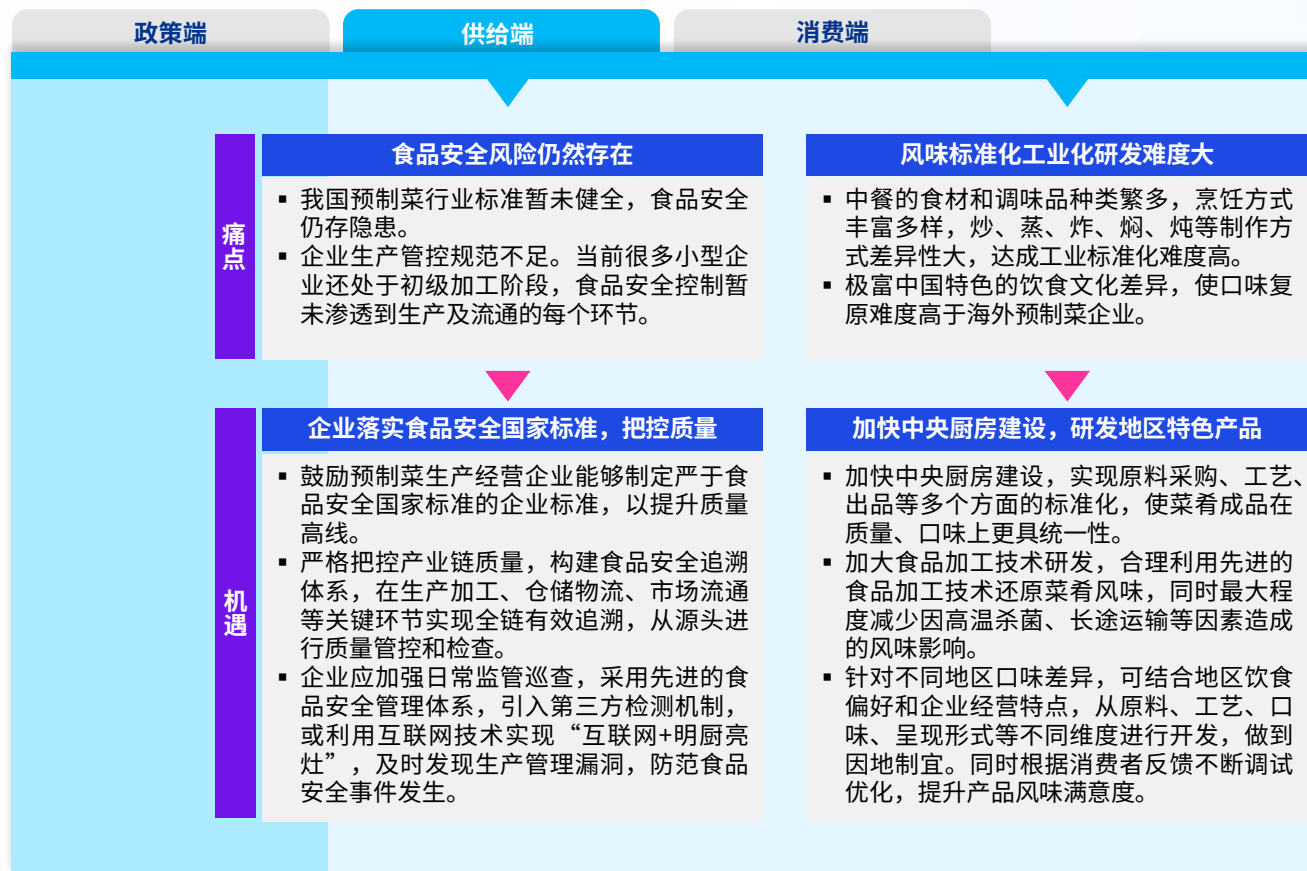 政策端
供给端
消费端
痛点
食品安全风险仍然存在
▪ 我国预制菜行业标准暂未健全，食品安全
仍存隐患。
▪ 企业生产管控规范不足。当前很多小型企
业还处于初级加工阶段，食品安全控制暂
未渗透到生产及流通的每个环节。
风味标准化工业化研发难度大
▪ 中餐的食材和调味品种类繁多，烹饪方式
丰富多样，炒、蒸、炸、焖、炖等制作方
式差异性大，达成工业标准化难度高。
▪ 极富中国特色的饮食文化差异，使口味复
原难度高于海外预制菜企业。
机遇
企业落实食品安全国家标准，把控质量
▪ 鼓励预制菜生产经营企业能够制定严于食
品安全国家标准的企业标准，以提升质量
高线。
▪ 严格把控产业链质量，构建食品安全追溯
体系，在生产加工、仓储物流、市场流通
等关键环节实现全链有效追溯，从源头进
行质量管控和检查。
▪ 企业应加强日常监管巡查，采用先进的食
品安全管理体系，引入第三方检测机制，
或利用互联网技术实现“互联网+明厨亮
灶”，及时发现生产管理漏洞，防范食品
安全事件发生。
加快中央厨房建设，研发地区特色产品
▪ 加快中央厨房建设，实现原料采购、工艺、
出品等多个方面的标准化，使菜肴成品在
质量、口味上更具统一性。
▪ 加大食品加工技术研发，合理利用先进的
食品加工技术还原菜肴风味，同时最大程
度减少因高温杀菌、长途运输等因素造成
的风味影响。
▪ 针对不同地区口味差异，可结合地区饮食
偏好和企业经营特点，从原料、工艺、口
味、呈现形式等不同维度进行开发，做到
因地制宜。同时根据消费者反馈不断调试
优化，提升产品风味满意度。